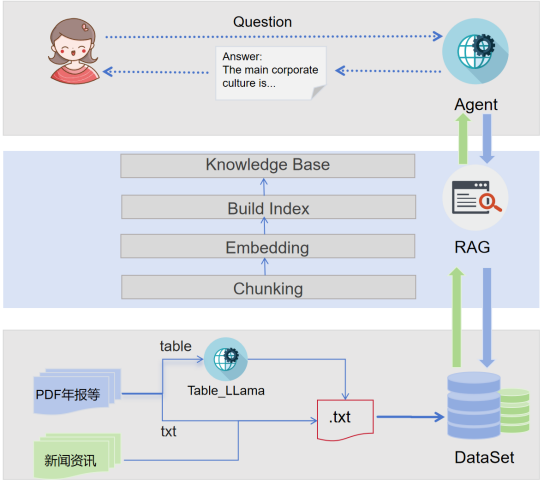 Question
Answer:
The main corporate
culture is...
Agent
Knowledge Base
Build Index
Embedding
Chunking
RAG
table
PDF年报等
Table_LLama
txt
.txt
新闻资讯
DataSet